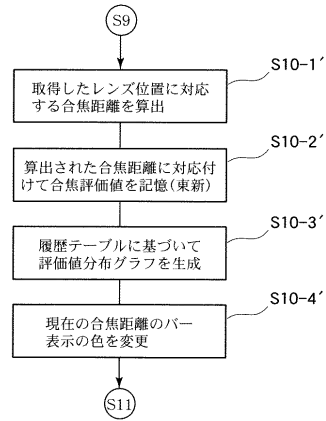 S9
S10-1′
取得したレンズ位置に対応
する合焦距離を算出
S10-2′
算出された合焦距離に対応付
けて合焦評価値を記憶(東新)
S10-3′
履歴テーブルに基づいて
評価値分布グラフを生成
S10-4′
現在の合焦距離のバー
表示の色を変更
S11